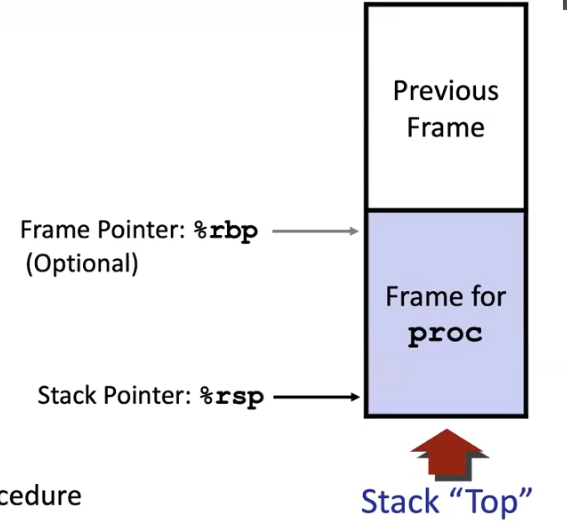 Previous
Frame
Frame Pointer: %rbp
(Optional)
Frame for
proc
Stack Pointer: %rsp
cedure
Stack “Top”